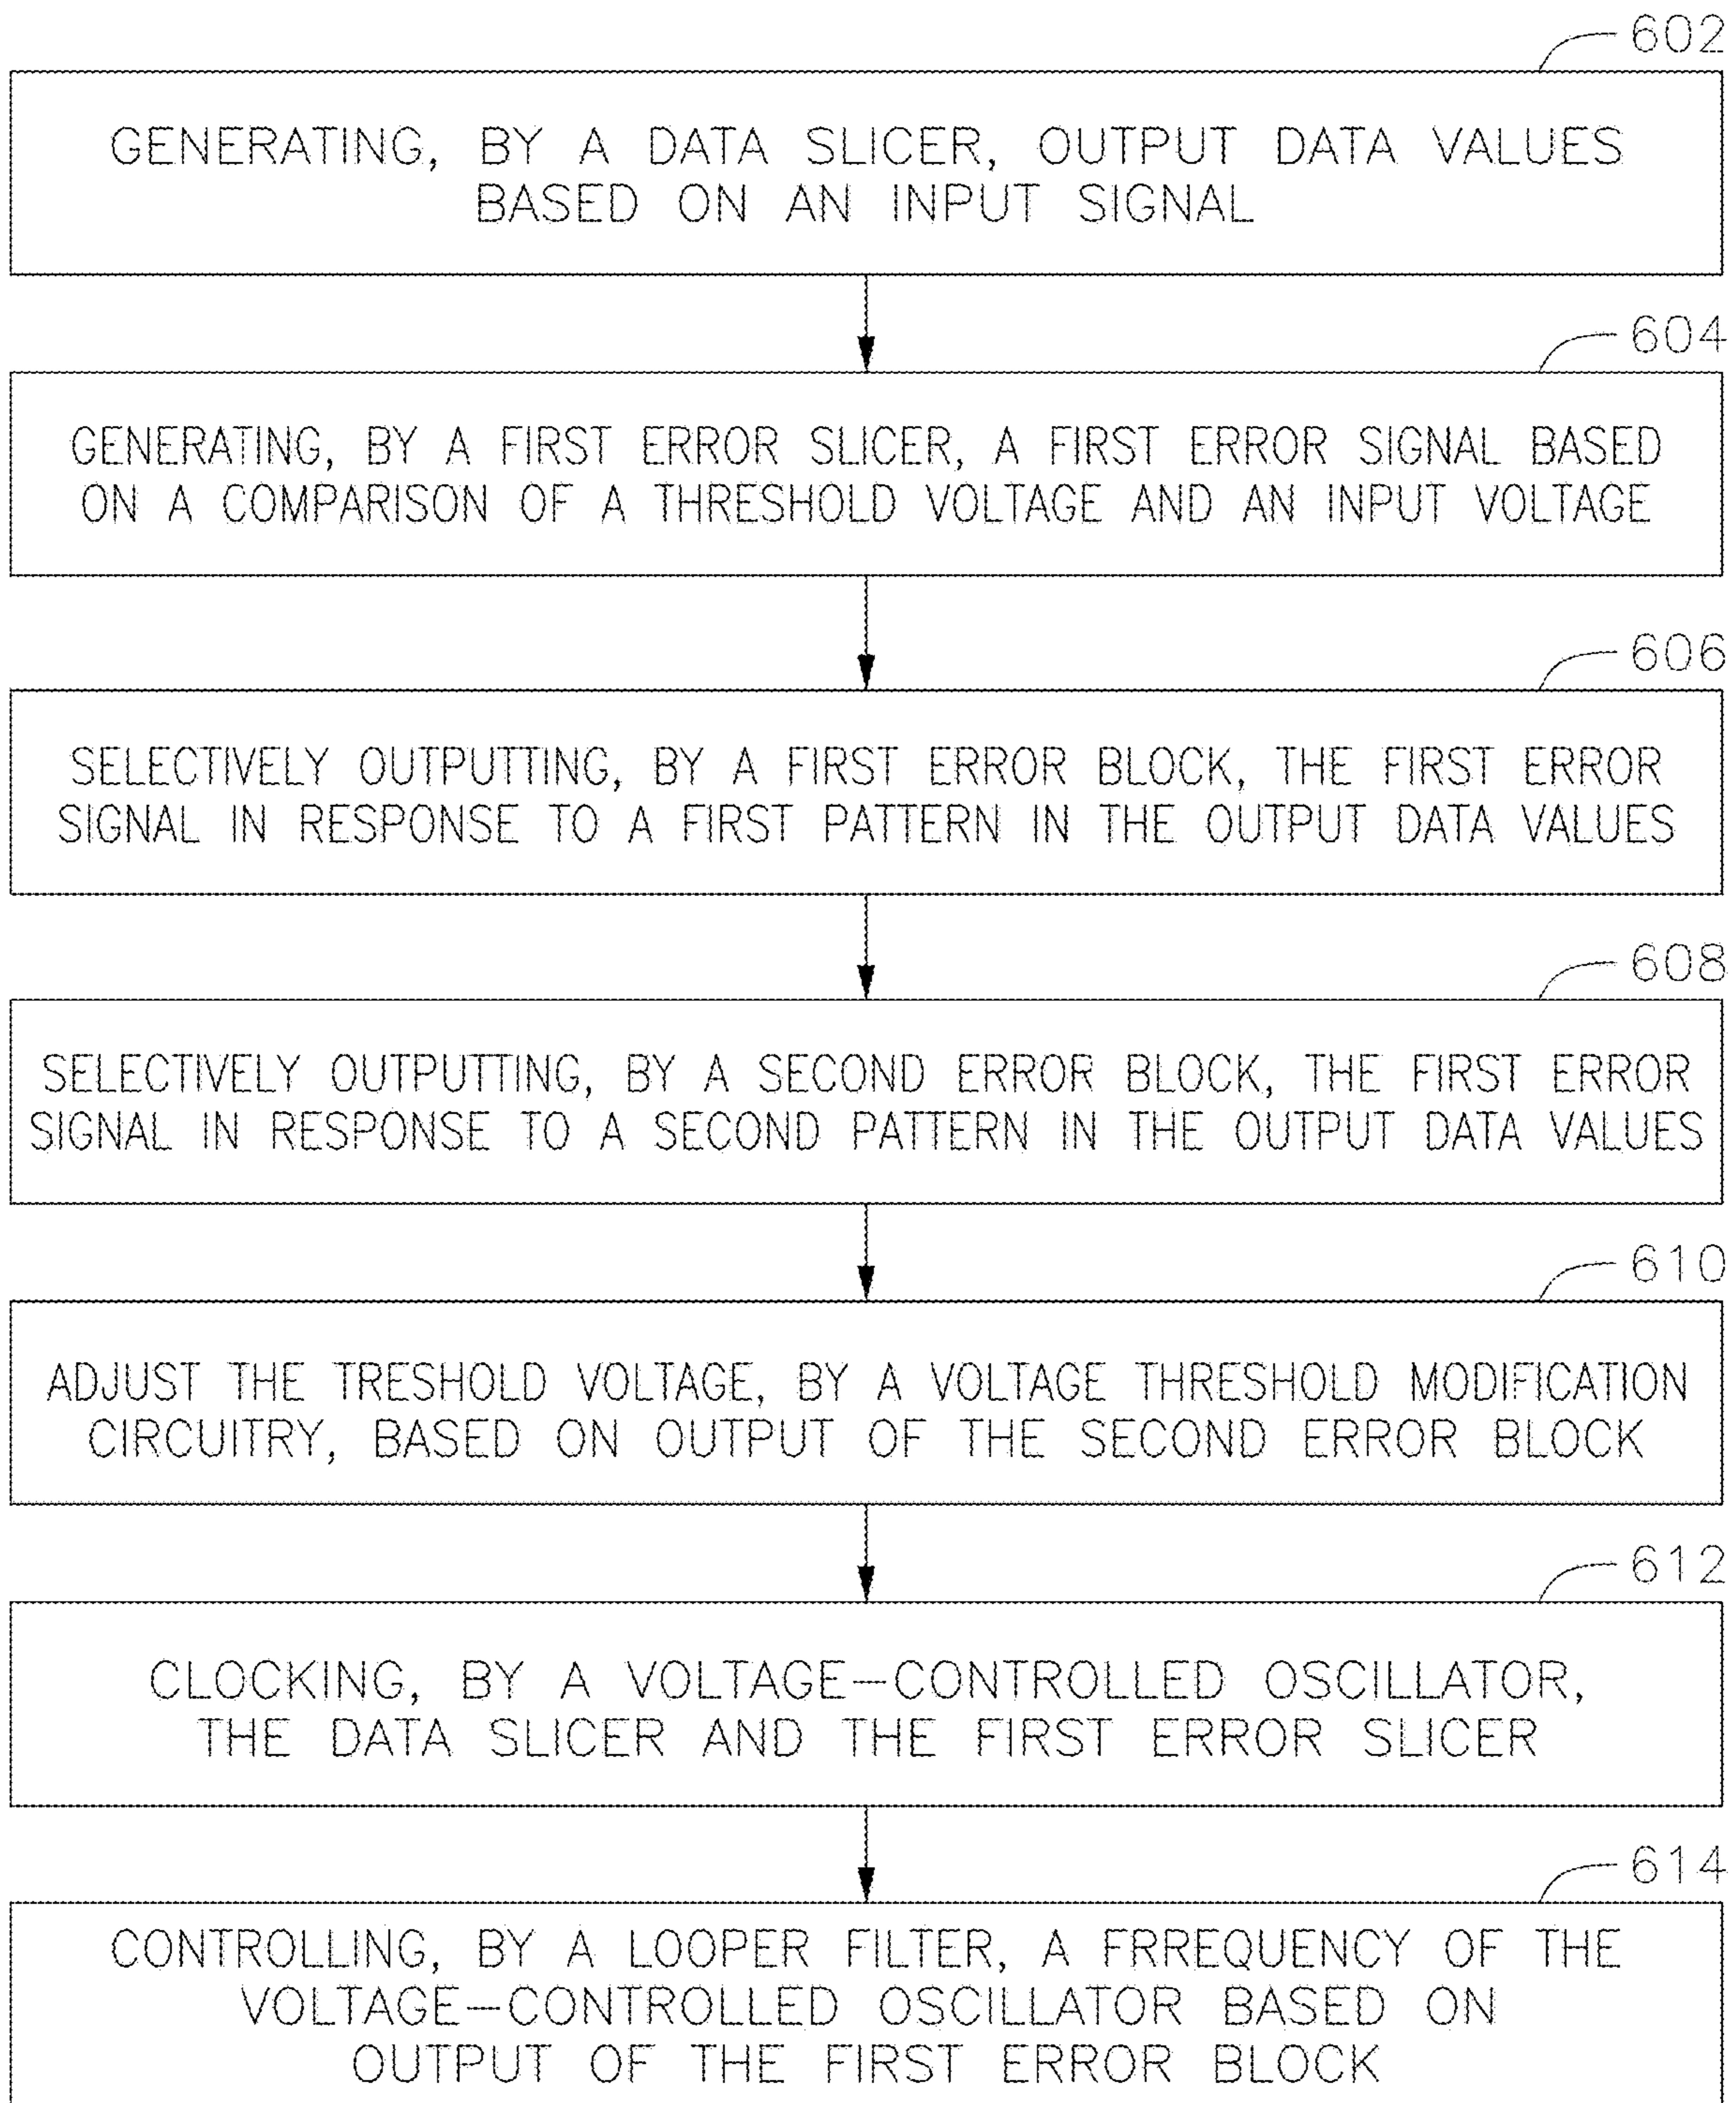 602
GENERATING, BY A DATA SLICER, OUTPUT DATA VALUES
BASED ON AN INPUT SIGNAL
604
GENERATING, BY A FIRST ERROR SLICER, A FIRST ERROR SIGNAL BASED
ON A COMPARISON OF A THRESHOLD VOLTAGE AND AN INPUT VOLTAGE
606
SELECTIVELY OUTPUTTING, BY A FIRST ERROR BLOCK, THE FIRST ERROR
SIGNAL IN RESPONSE TO A FIRST PATTERN IN THE OUTPUT DATA VALUES
608
SELECTIVELY OUTPUTTING, BY A SECOND ERROR BLOCK, THE FIRST ERROR
SIGNAL IN RESPONSE TO A SECOND PATTERN IN THE OUTPUT DATA VALUES
610
ADJUST THE TRESHOLD VOLTAGE, BY A VOLTAGE THRESHOLD MODIFICATION
CIRCUITRY, BASED ON OUTPUT OF THE SECOND ERROR BLOCK
612
CLOCKING, BY A VOLTAGE-CONTROLLED OSCILLATOR,
THE DATA SLICER AND THE FIRST ERROR SLICER
614
CONTROLLING, BY A LOOPER FILTER, A FRREQUENCY OF THE
VOLTAGE-CONTROLLED OSCILLATOR BASED ON
OUTPUT OF THE FIRST ERROR BLOCK